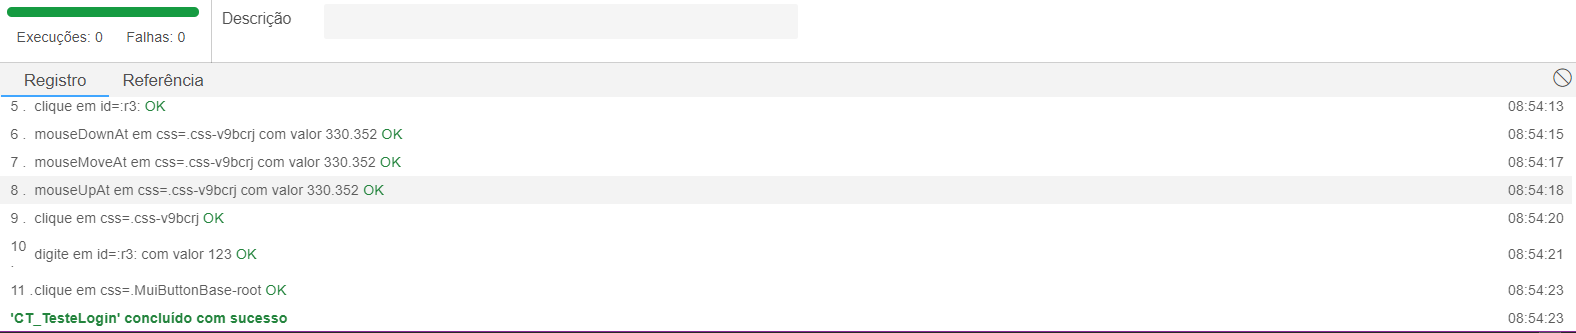 Execuções: 0 Falhas: 0
Descrição
Registro Referência
5 . clique em id=:r3: OK 08:54:13
6 . mouseDownAt em css=.css-v9bcrj com valor 330.352 OK 08:54:15
7 . mouseMoveAt em css=.css-v9bcrj com valor 330.352 OK 08:54:17
8 . mouseUpAt em css=.css-v9bcrj com valor 330.352 OK 08:54:18
9 . clique em css=.css-v9bcrj OK 08:54:20
10 . digite em id=:r3: com valor 123 OK 08:54:21
11 . clique em css=.MuiButtonBase-root OK 08:54:23
'CT_TesteLogin' concluído com sucesso 08:54:23